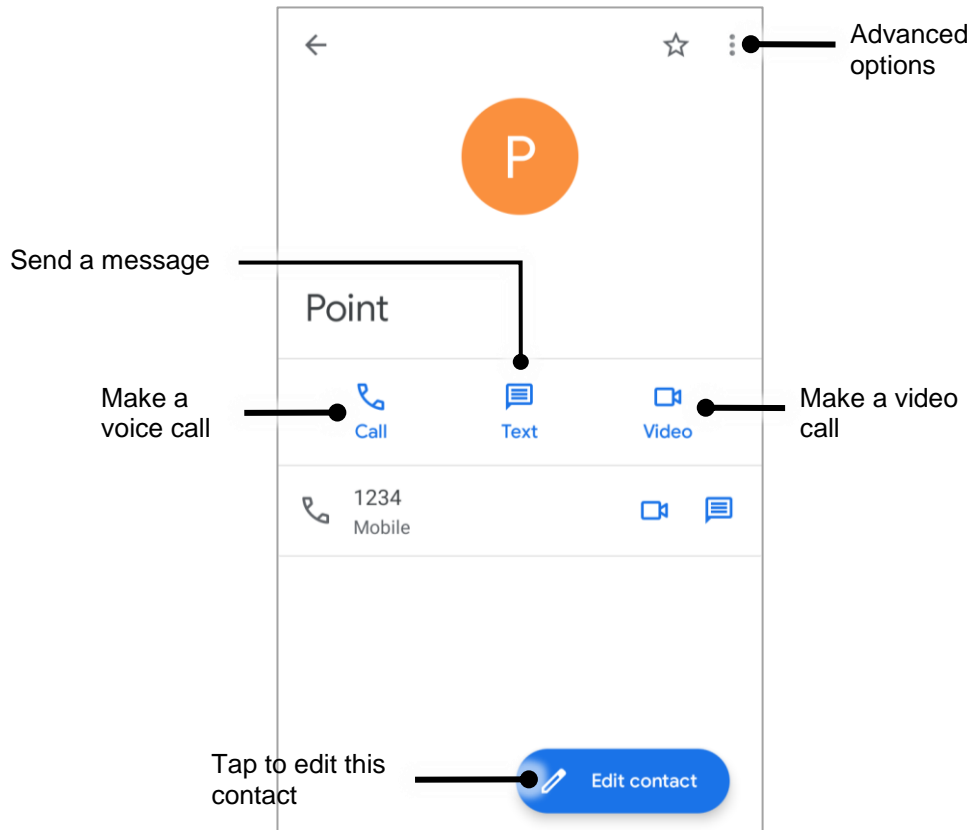 Advanced
options
P
Send a message
Point
Make a
voice call
Call
Text
Video
Make a video
call
1234
Mobile
Tap to edit this
contact
Edit contact